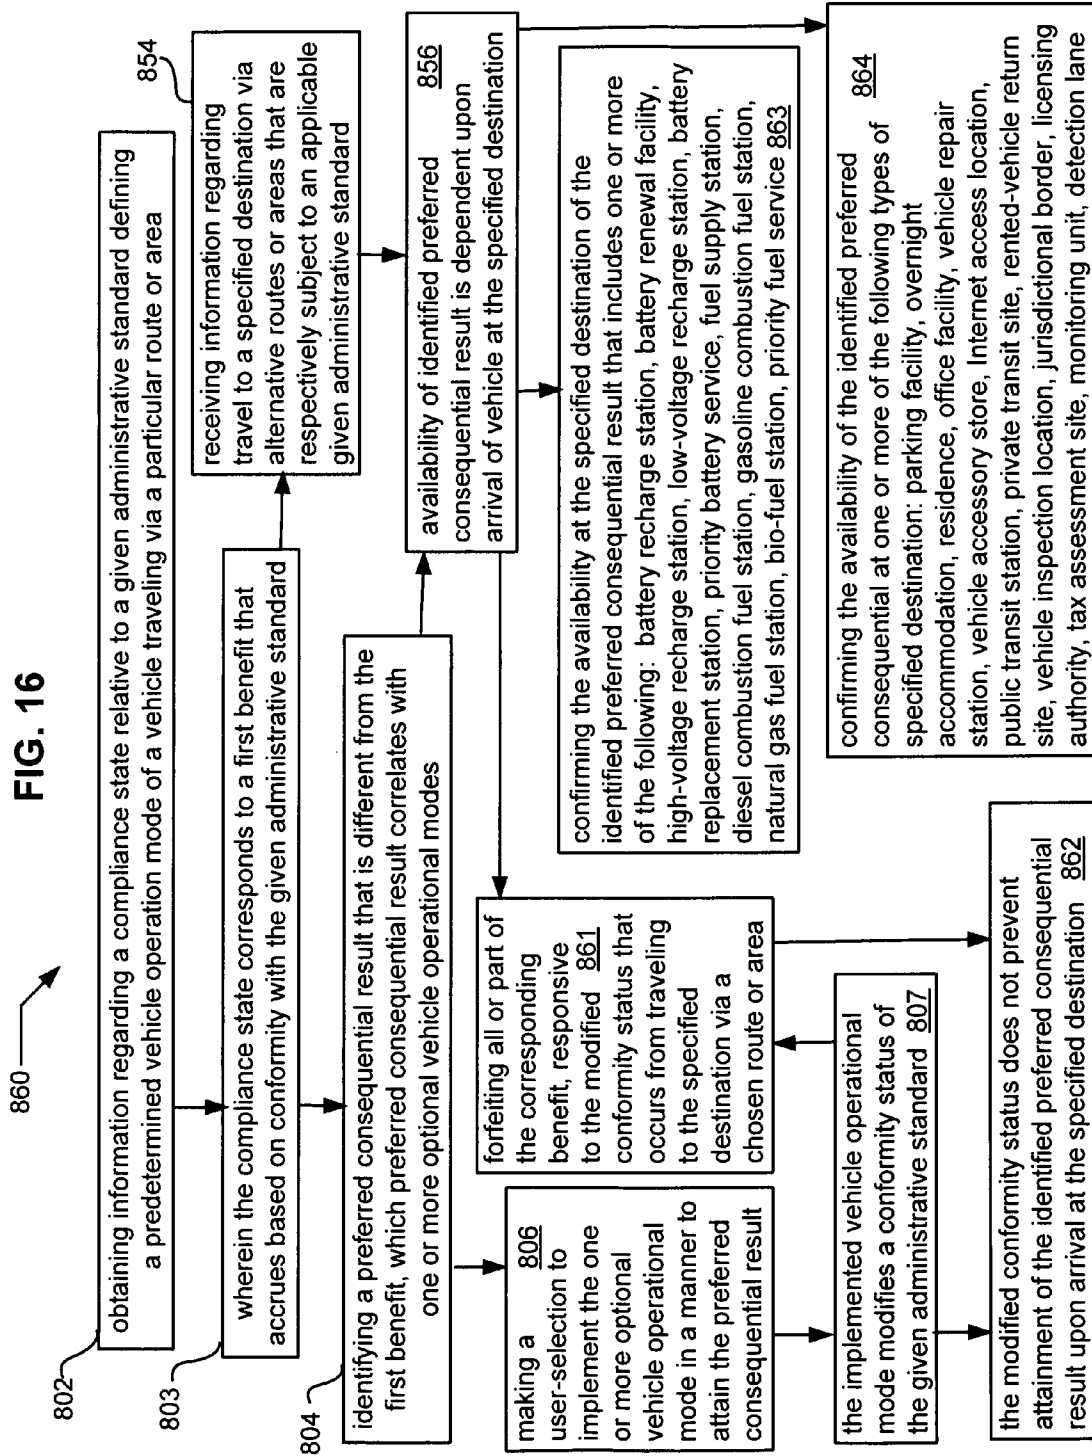 FIG. 16
860
802
obtaining information regarding a compliance state relative to a given administrative standard defining
a predetermined vehicle operation mode of a vehicle traveling via a particular route or area
803
wherein the compliance state corresponds to a first benefit that
accrues based on conformity with the given administrative standard
854
receiving information regarding
travel to a specified destination via
alternative routes or areas that are
respectively subject to an applicable
given administrative standard
804
identifying a preferred consequential result that is different from the
first benefit, which preferred consequential result correlates with
one or more optional vehicle operational modes
availability of identified preferred 856
consequential result is dependent upon
arrival of vehicle at the specified destination
making a 806
user-selection to
implement the one
or more optional
vehicle operational
mode in a manner to
attain the preferred
consequential result
forfeiting all or part of
the corresponding
benefit, responsive
to the modified 861
conformity status that
occurs from traveling
to the specified
destination via a
chosen route or area
confirming the availability at the specified destination of the
identified preferred consequential result that includes one or more
of the following: battery recharge station, battery renewal facility,
high-voltage recharge station, low-voltage recharge station, battery
replacement station, priority battery service, fuel supply station,
diesel combustion fuel station, gasoline combustion fuel station,
natural gas fuel station, bio-fuel station, priority fuel service 863
the implemented vehicle operational
mode modifies a conformity status of
the given administrative standard 807
the modified conformity status does not prevent
attainment of the identified preferred consequential
result upon arrival at the specified destination 862
confirming the availability of the identified preferred 864
consequential at one or more of the following types of
specified destination: parking facility, overnight
accommodation, residence, office facility, vehicle repair
station, vehicle accessory store, Internet access location,
public transit station, private transit site, rented-vehicle return
site, vehicle inspection location, jurisdictional border, licensing
authority, tax assessment site, monitoring unit, detection lane